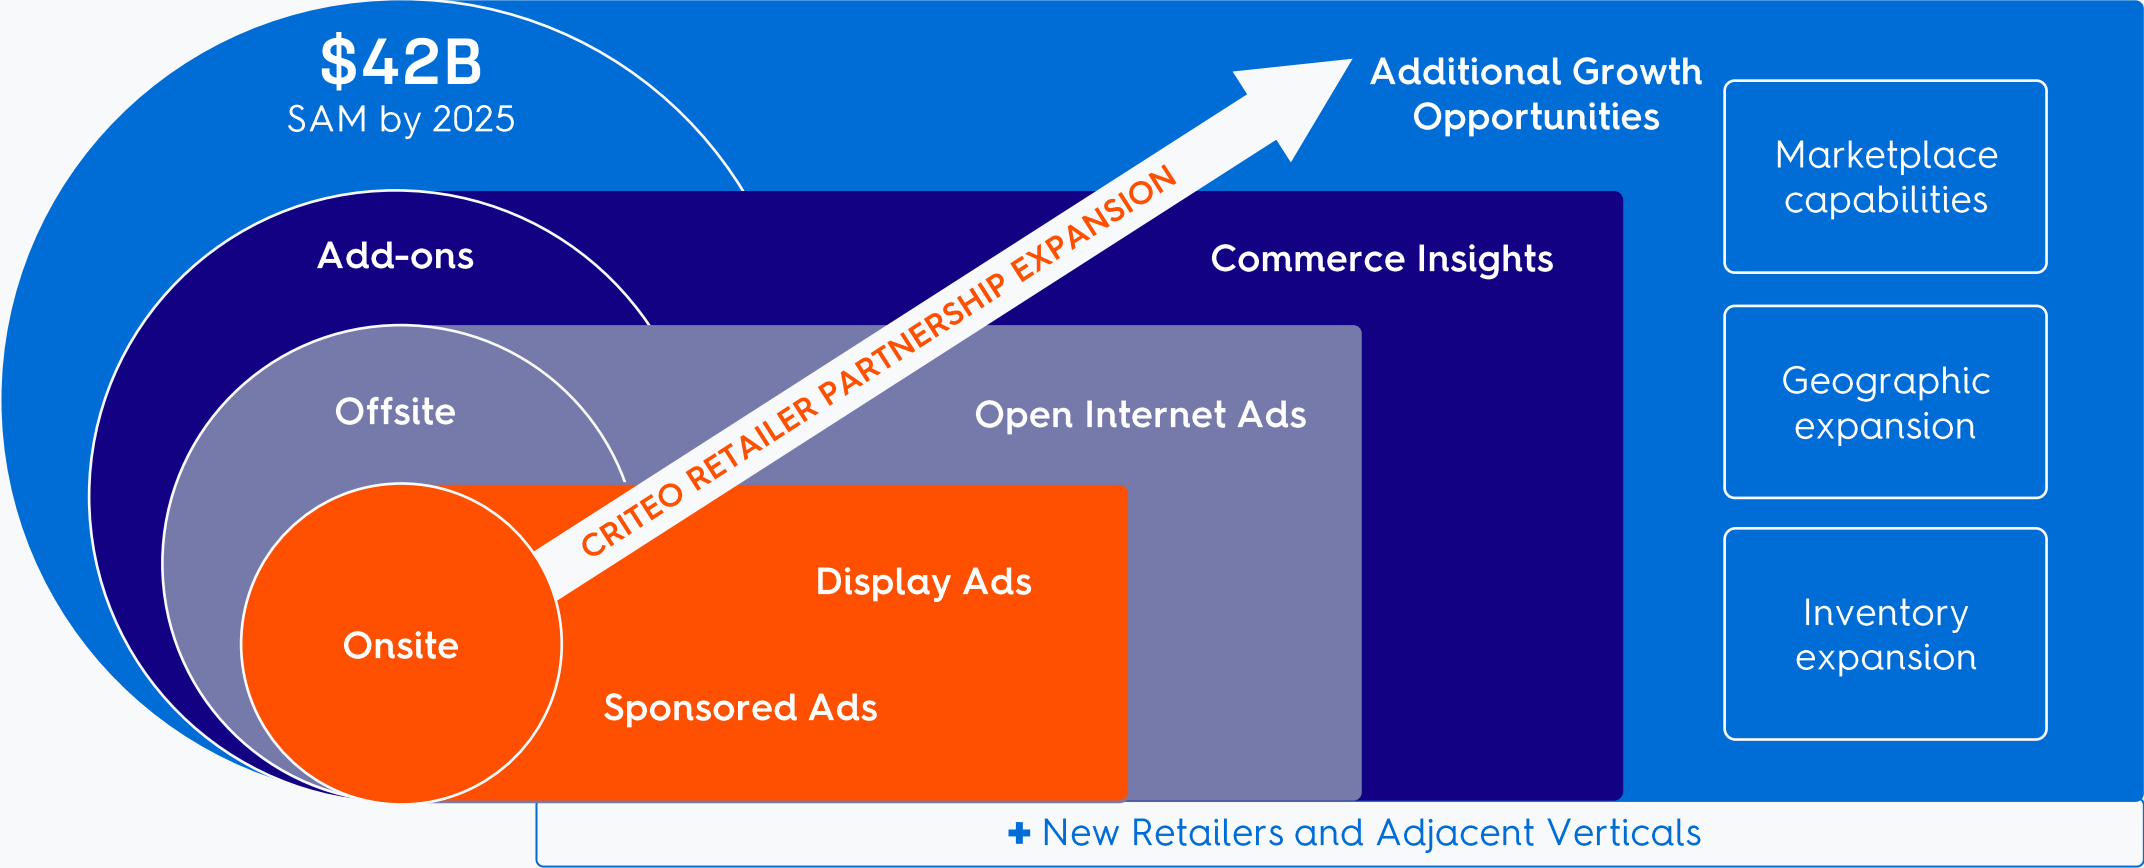 $42B
SAM by 2025
Additional Growth
Opportunities
Marketplace
capabilities
Add-ons
Commerce Insights
CRITEO RETAILER PARTNERSHIP EXPANSION
Geographic
expansion
Offsite
Open Internet Ads
Display Ads
Inventory
expansion
Onsite
Sponsored Ads
+ New Retailers and Adjacent Verticals